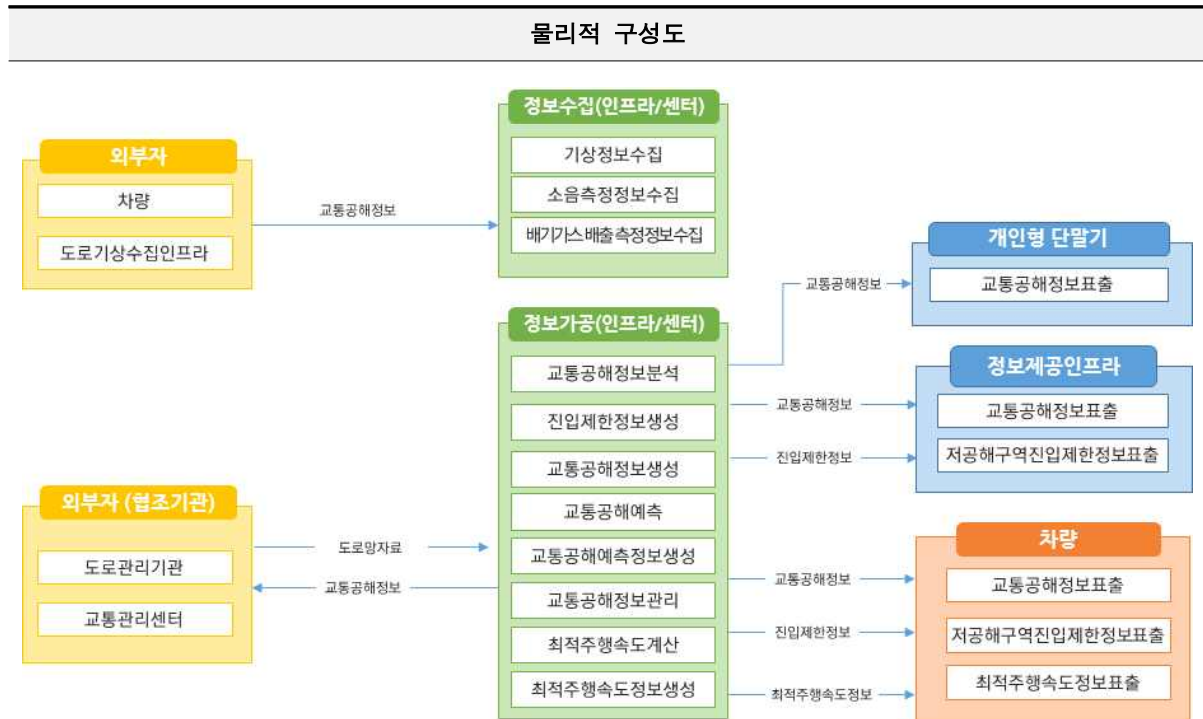 물리적 구성도
외부자
차량
도로기상수집인프라
교통공해정보
정보수집(인프라/센터)
기상정보수집
소음측정정보수집
배기가스배출측정정보수집
외부자 (협조기관)
도로관리기관
교통관리센터
도로망자료
교통공해정보
정보가공(인프라/센터)
교통공해정보분석
진입제한정보생성
교통공해정보생성
교통공해예측
교통공해예측정보생성
교통공해정보관리
최적주행속도계산
최적주행속도정보생성
교통공해정보
개인형 단말기
교통공해정보표출
교통공해정보
진입제한정보
정보제공인프라
교통공해정보표출
저공해구역진입제한정보표출
교통공해정보
진입제한정보
최적주행속도정보
차량
교통공해정보표출
저공해구역진입제한정보표출
최적주행속도정보표출